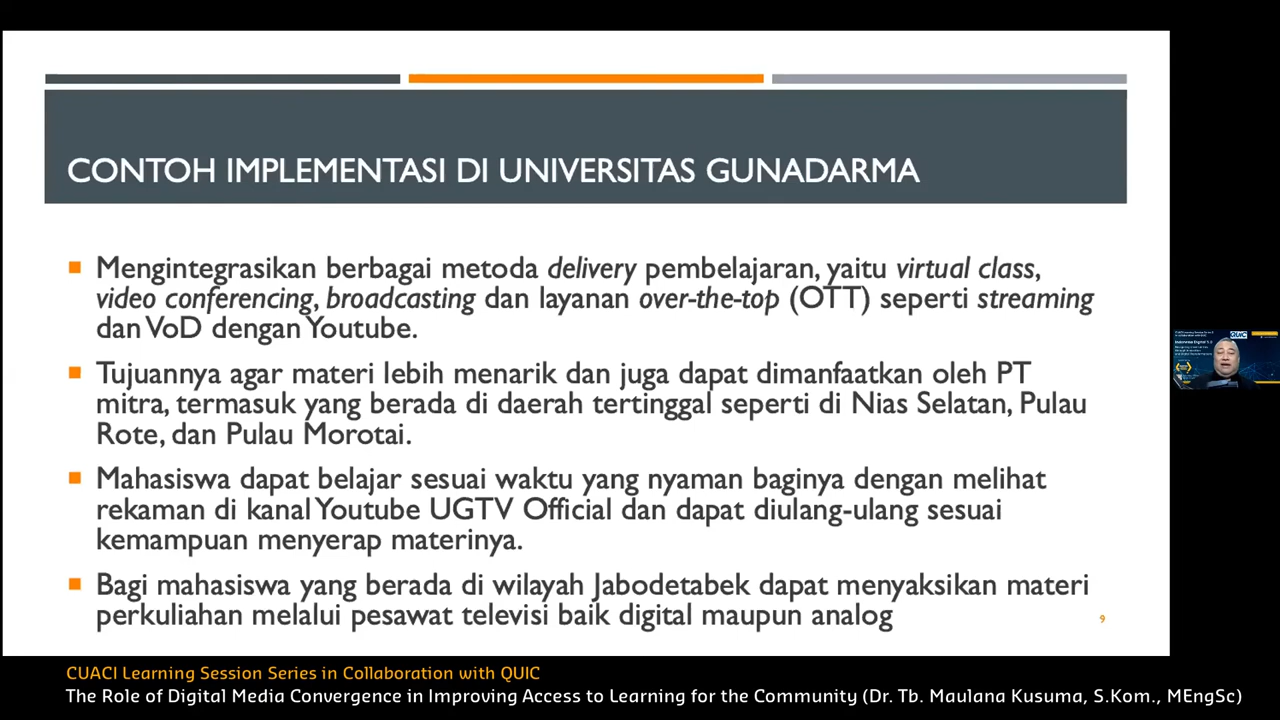 CONTOH IMPLEMENTASI DI UNIVERSITAS GUNADARMA
Mengintegrasikan berbagai metoda delivery pembelajaran, yaitu virtual class,
video conferencing, broadcasting dan layanan over-the-top (OTT) seperti streaming
dan VoD dengan Youtube.
Tujuannya agar materi lebih menarik dan juga dapat dimanfaatkan oleh PT
mitra, termasuk yang berada di daerah tertinggal seperti di Nias Selatan, Pulau
Rote, dan Pulau Morotai.
Mahasiswa dapat belajar sesuai waktu yang nyaman baginya dengan melihat
rekaman di kanal Youtube UGTV Official dan dapat diulang-ulang sesuai
kemampuan menyerap materinya.
Bagi mahasiswa yang berada di wilayah Jabodetabek dapat menyaksikan materi
perkuliahan melalui pesawat televisi baik digital maupun analog
9
QUIC
CUACI Learning Session Series in Collaboration with QUIC
The Role of Digital Media Convergence in Improving Access to Learning for the Community (Dr. Tb. Maulana Kusuma, S.Kom., MEngSc)